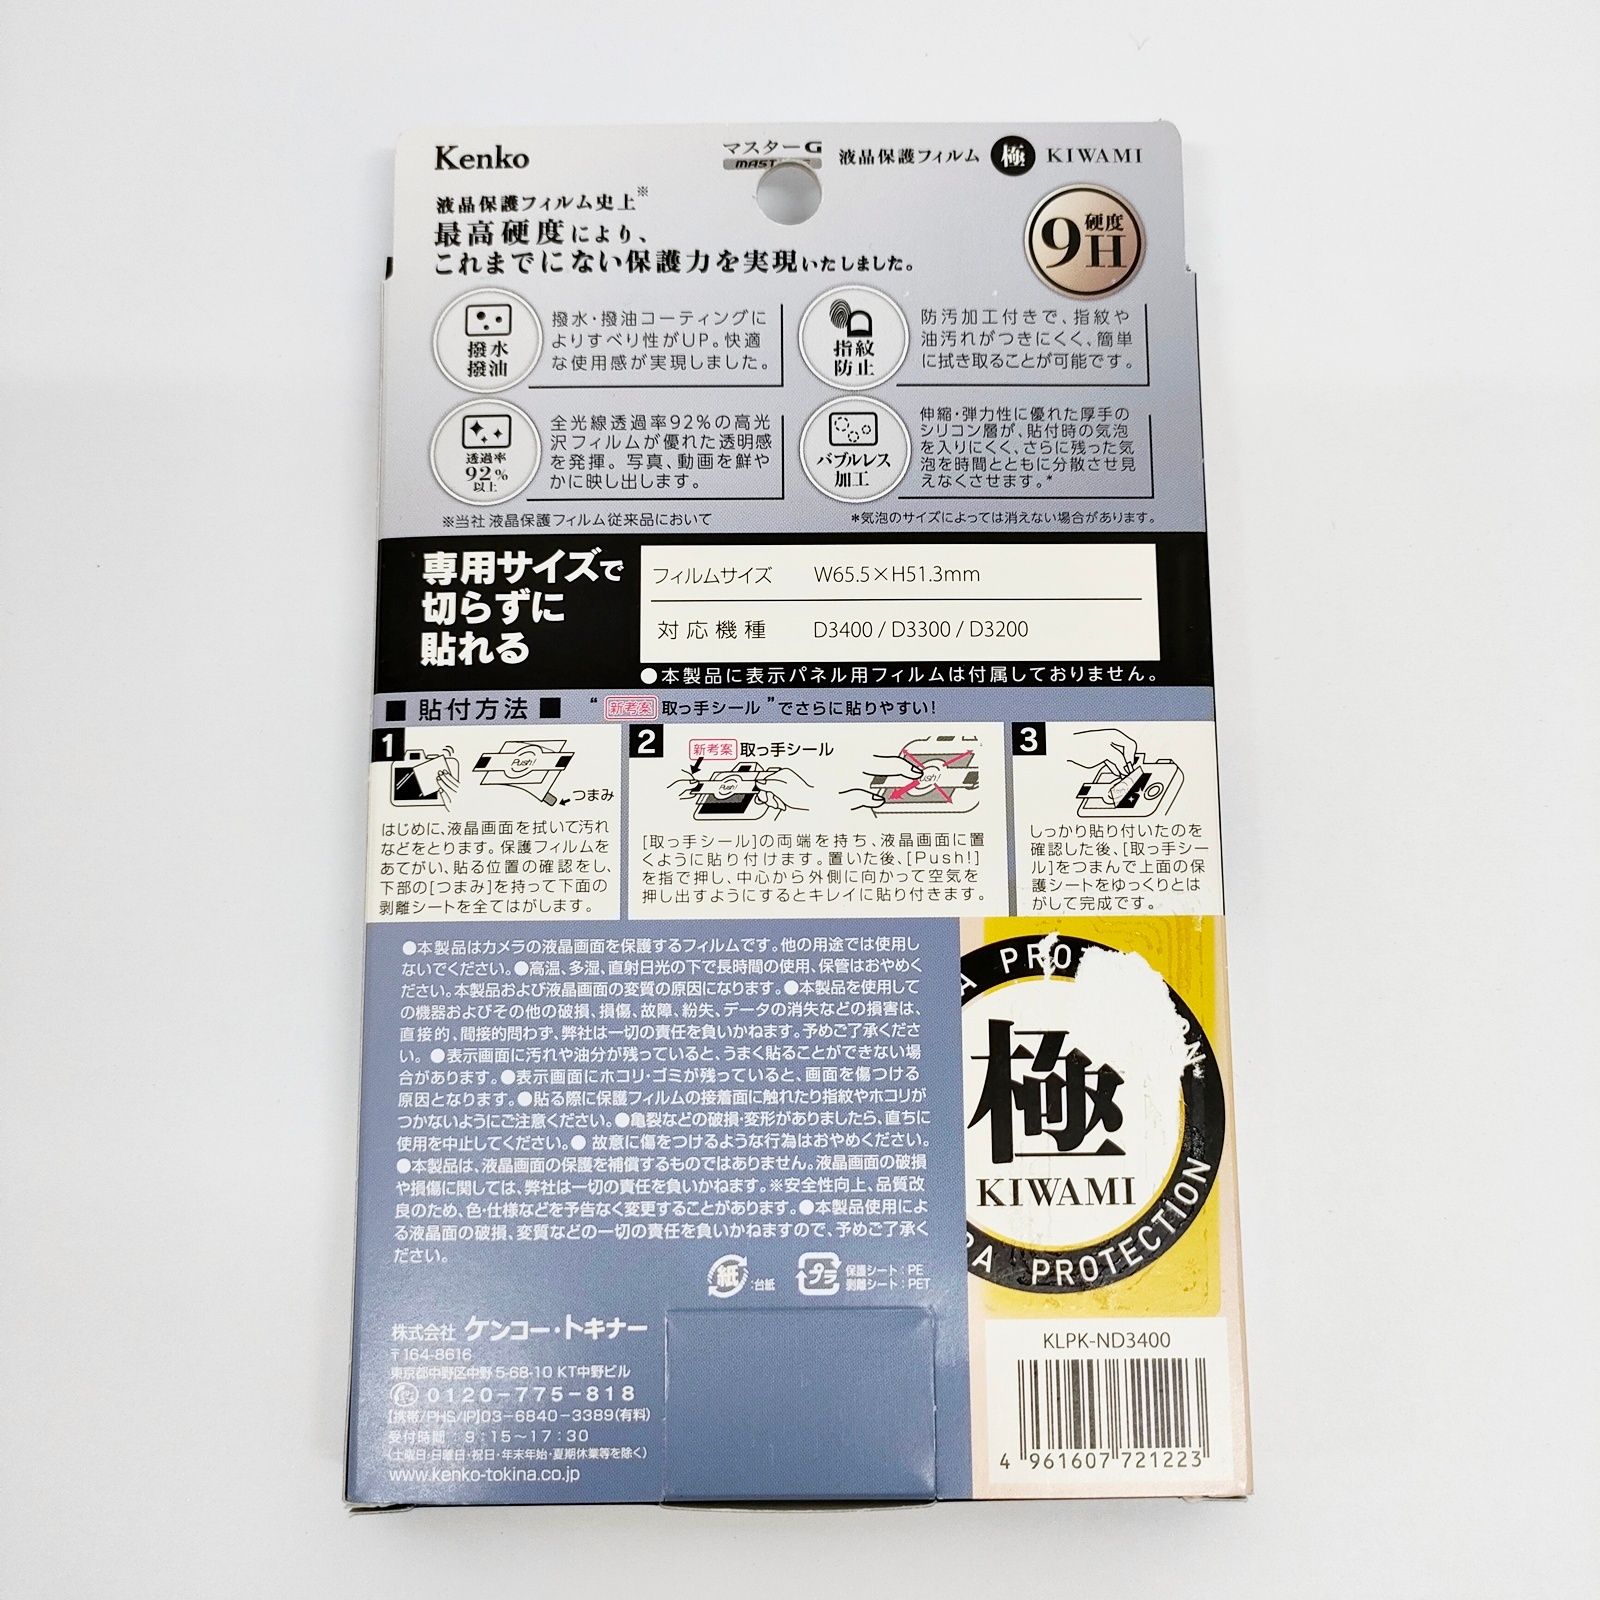 Kenko
マスターG
液晶保護フィルム 極 KIWAMI
液晶保護フィルム史上※
最高硬度により、
これまでにない保護力を実現いたしました。
硬度
9H
撥水
撥油
撥水・撥油コーティングに
よりすべり性がUP。快適
な使用感が実現しました。
指紋
防止
防汚加工付きで、指紋や
油汚れがつきにくく、簡単
に拭き取ることが可能です。
透過率
92%
以上
全光線透過率92%の高光
沢フィルムが優れた透明感
を発揮。写真、動画を鮮や
かに映し出します。
バブルレス
加工
伸縮・弾力性に優れた厚手の
シリコン層が、貼付時の気泡
を入りにくく、さらに残った気
泡を時間とともに分散させ見
えなくさせます。*
※当社 液晶保護フィルム従来品において
*気泡のサイズによっては消えない場合があります。
専用サイズで
切らずに
貼れる
フィルムサイズ W65.5×H51.3mm
対応機種 D3400 / D3300 / D3200
●本製品に表示パネル用フィルムは付属しておりません。
■ 貼付方法 ■ “新考案 取っ手シール”でさらに貼りやすい!
1
Push!
つまみ
はじめに、液晶画面を拭いて汚れ
などをとります。保護フィルムを
あてがい、貼る位置の確認をし、
下部の[つまみ]を持って下面の
剥離シートを全てはがします。
2
新考案 取っ手シール
Push!
[取っ手シール]の両端を持ち、液晶画面に置
くように貼り付けます。置いた後、[Push!]
を指で押し、中心から外側に向かって空気を
押し出すようにするとキレイに貼り付きます。
3
しっかり貼り付いたのを
確認した後、[取っ手シー
ル]をつまんで上面の保
護シートをゆっくりとは
がして完成です。
●本製品はカメラの液晶画面を保護するフィルムです。他の用途では使用し
ないでください。●高温、多湿、直射日光の下で長時間の使用、保管はおやめく
ださい。本製品および液晶画面の変質の原因になります。●本製品を使用して
の機器およびその他の破損、損傷、故障、紛失、データの消失などの損害は、
直接的、間接的問わず、弊社は一切の責任を負いかねます。予めご了承くださ
い。●表示画面に汚れや油分が残っていると、うまく貼ることができない場
合があります。●表示画面にホコリ・ゴミが残っていると、画面を傷つける
原因となります。●貼る際に保護フィルムの接着面に触れたり指紋やホコリが
つかないようにご注意ください。●亀裂などの破損・変形がありましたら、直ちに
使用を中止してください。● 故意に傷をつけるような行為はおやめください。
●本製品は、液晶画面の保護を補償するものではありません。液晶画面の破損
や損傷に関しては、弊社は一切の責任を負いかねます。※安全性向上、品質改
良のため、色・仕様などを予告なく変更することがあります。●本製品使用によ
る液晶画面の破損、変質などの一切の責任を負いかねますので、予めご了承く
ださい。
極
KIWAMI
PROTECTION
紙 :台紙
プラ 保護シート:PE
剥離シート:PET
株式会社 ケンコー・トキナー
〒164-8616
東京都中野区中野 5-68-10 KT中野ビル
0120-775-818
【携帯/PHS/IP】03-6840-3389(有料)
受付時間:9:15~17:30
(土曜日・日曜日・祝日・年末年始・夏期休業等を除く)
www.kenko-tokina.co.jp
KLPK-ND3400
4 961607 721223